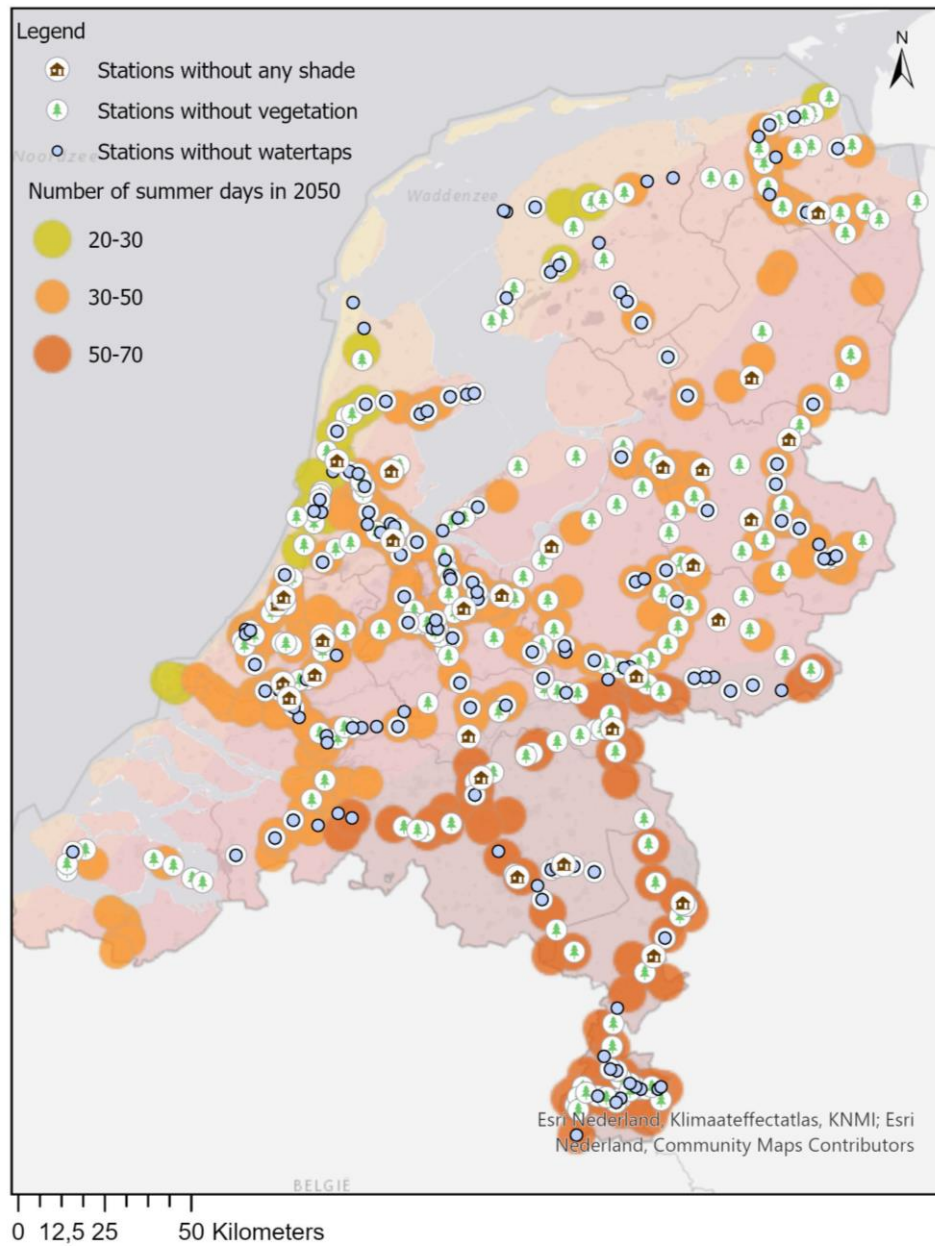 Legend
N
Stations without any shade
Stations without vegetation
Stations without watertaps
Noordzee
Waddenzee
Number of summer days in 2050
20-30
30-50
50-70
Esri Nederland, Klimaateffectatlas, KNMI; Esri
Nederland, Community Maps Contributors
BELGIË
0 12,5 25 50 Kilometers